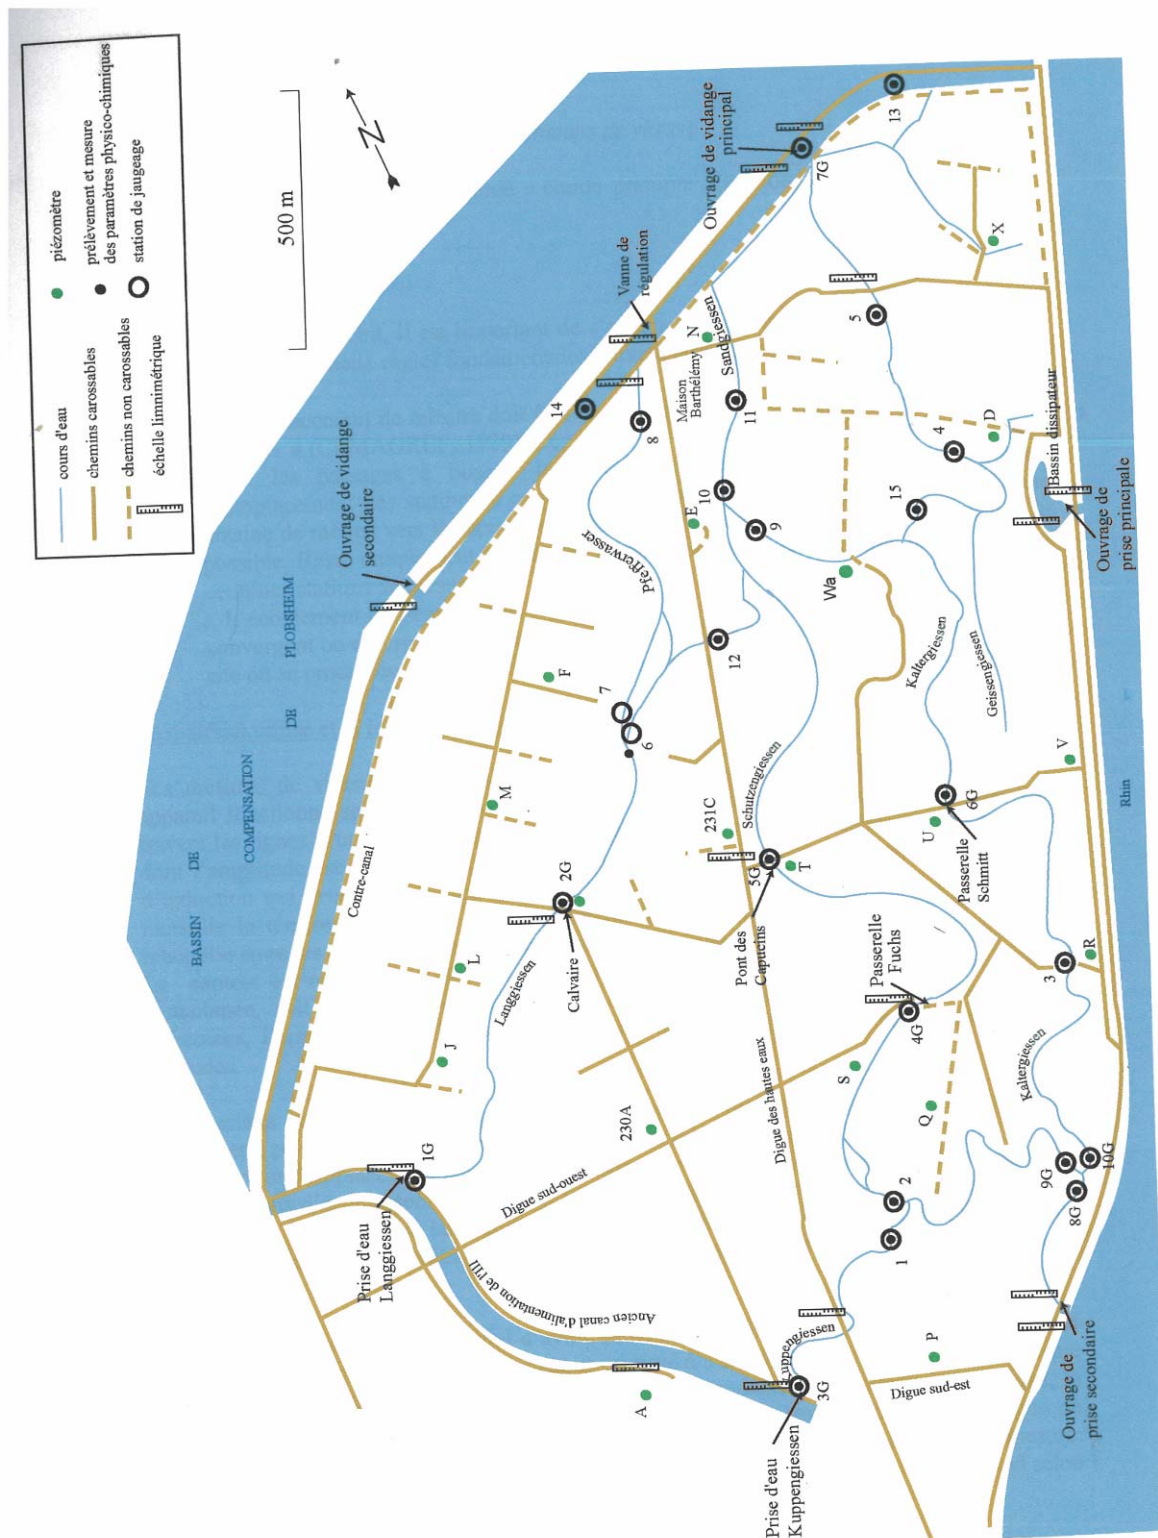 piézomètre
prélèvement et mesure
des paramètres physico-chimiques
station de jaugeage
cours d'eau
chemins carossables
chemins non carossables
échelle limnimétrique
500 m
N
BASSIN DE COMPENSATION DE PLOBSHEIM
Contre-canal
Ouvrage de vidange
secondaire
Vanne de
régulation
Ouvrage de vidange
principal
13
7G
X
5
N
Sandgiessen
Maison
Barthélémy
11
14
8
10
E
9
4
D
15
Bassin dissipateur
Ouvrage de
prise principale
Wa
Pfefferwasser
12
F
7
6
M
Kaltergiessen
Geissengiessen
Schutzengiessen
231C
V
6G
U
Passerelle
Schmitt
Rhin
2G
Calvaire
5G
T
Pont des
Capucins
L
Langgiessen
J
Passerelle
Fuchs
4G
3
R
S
Digue des hautes eaux
Kaltergiessen
Q
230A
1G
Prise d'eau
Langgiessen
Digue sud-ouest
2
1
9G
10G
8G
Ancien canal d'alimentation de l'Ill
Kuppengiessen
P
Digue sud-est
Ouvrage de
prise secondaire
A
3G
Prise d'eau
Kuppengiessen